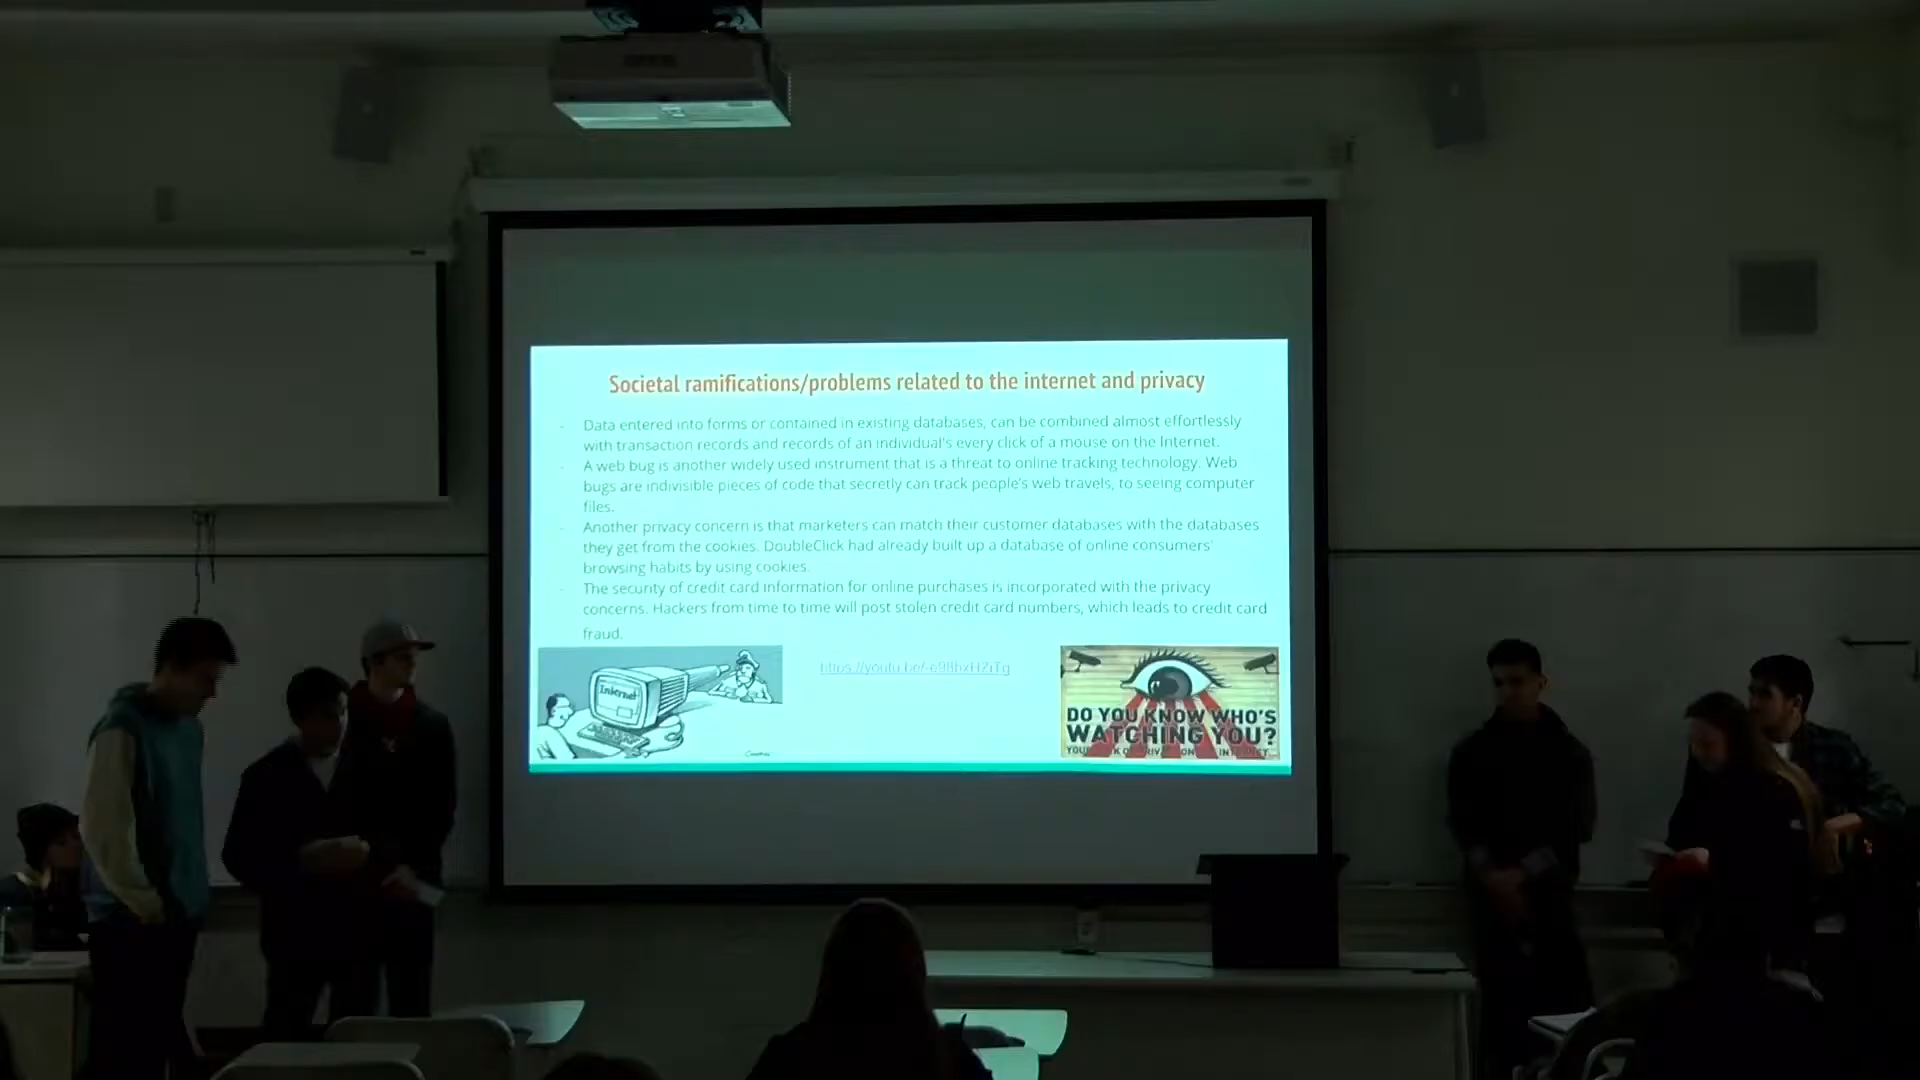 Societal ramifications/problems related to the internet and privacy
- Data entered into forms or contained in existing databases, can be combined almost effortlessly
with transaction records and records of an individual's every click of a mouse on the Internet.
- A web bug is another widely used instrument that is a threat to online tracking technology. Web
bugs are indivisible pieces of code that secretly can track people's web travels, to seeing computer
files.
- Another privacy concern is that marketers can match their customer databases with the databases
they get from the cookies. DoubleClick had already built up a database of online consumers'
browsing habits by using cookies.
- The security of credit card information for online purchases is incorporated with the privacy
concerns. Hackers from time to time will post stolen credit card numbers, which leads to credit card
fraud.
Internet
DO YOU KNOW WHO'S
WATCHING YOU?